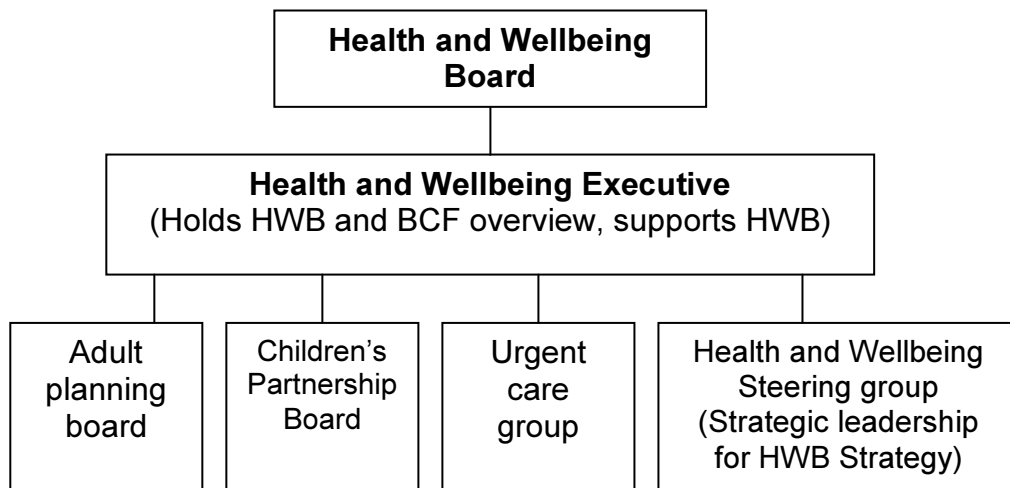 Health and Wellbeing
Board
Health and Wellbeing Executive
(Holds HWB and BCF overview, supports HWB)
Adult
planning
board
Children’s
Partnership
Board
Urgent
care
group
Health and Wellbeing
Steering group
(Strategic leadership
for HWB Strategy)